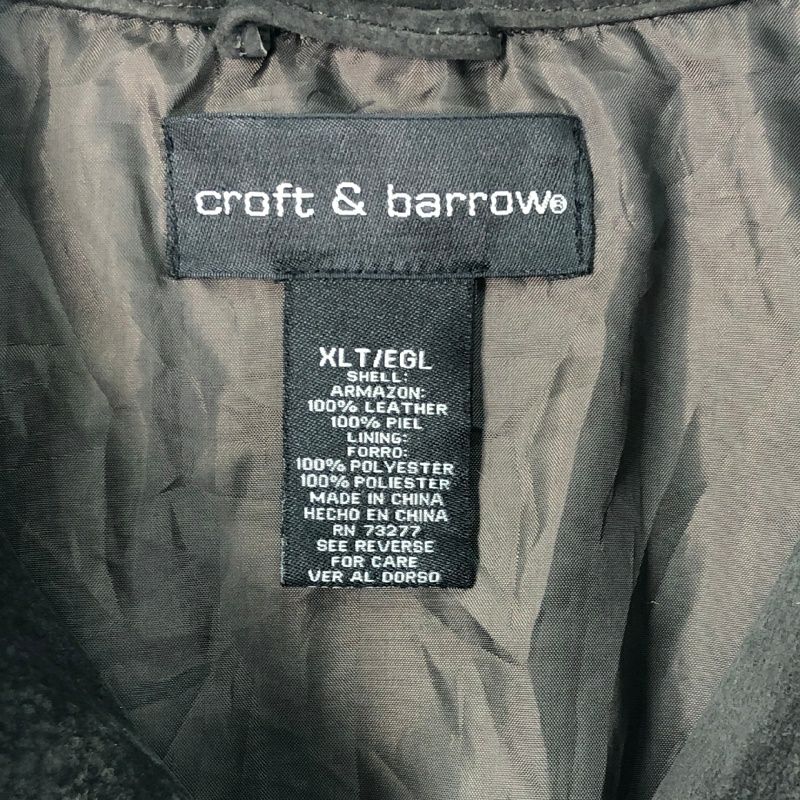 croft & barrow®
XLT/EGL
SHELL:
ARMAZON:
100% LEATHER
100% PIEL
LINING:
FORRO:
100% POLYESTER
100% POLIESTER
MADE IN CHINA
HECHO EN CHINA
RN 73277
SEE REVERSE
FOR CARE
VER AL DORSO